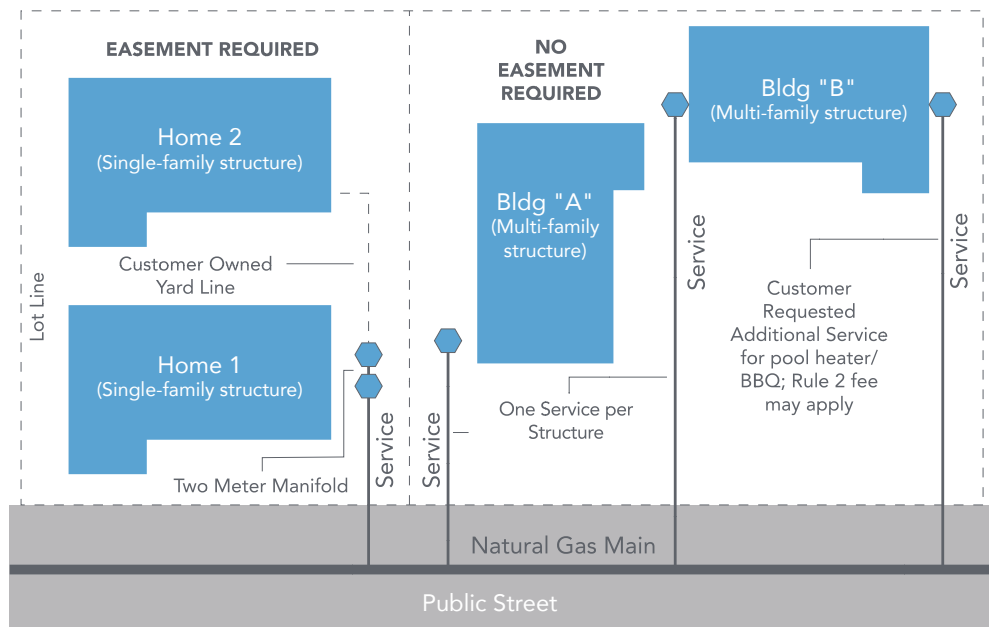 EASEMENT REQUIRED
Home 2
(Single-family structure)
Customer Owned
Yard Line
Lot Line
Home 1
(Single-family structure)
Two Meter Manifold
Service
NO
EASEMENT
REQUIRED
Bldg "A"
(Multi-family
structure)
Service
One Service per
Structure
Bldg "B"
(Multi-family structure)
Service
Customer
Requested
Additional Service
for pool heater/
BBQ; Rule 2 fee
may apply
Service
Natural Gas Main
Public Street